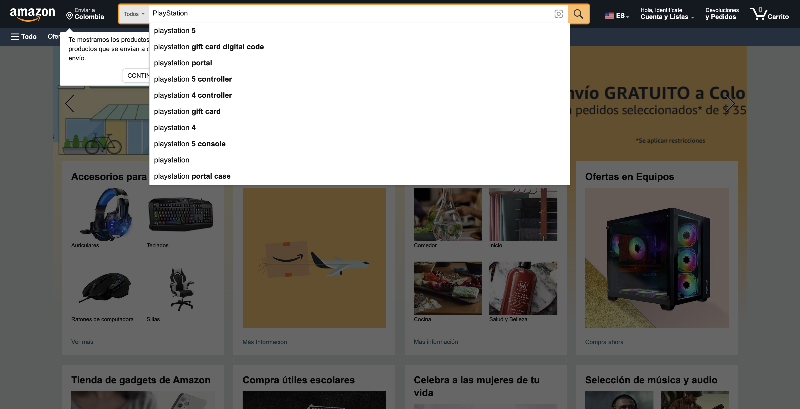 amazon
Enviar a
Colombia
Todos
PlayStation
ES
Hola, Identifícate
Cuenta y Listas
Devoluciones
y Pedidos
0
Carrito
Todo
Te mostramos los productos
productos que se envían a
envío.
playstation 5
playstation gift card digital code
playstation portal
playstation 5 controller
playstation 4 controller
playstation gift card
playstation 4
playstation 5 console
playstation
playstation portal case
nvío GRATUITO a Colo
pedidos seleccionados* de $ 35
*Se aplican restricciones
Accesorios para
Auriculares
Teclados
Ratones de computadora
Sillas
Ver más
Más información
Comedor
Inicio
Cocina
Salud y Belleza
Más información
Ofertas en Equipos
Comprar ahora
Tienda de gadgets de Amazon
Compra útiles escolares
Celebra a las mujeres de tu
vida
Selección de música y audio